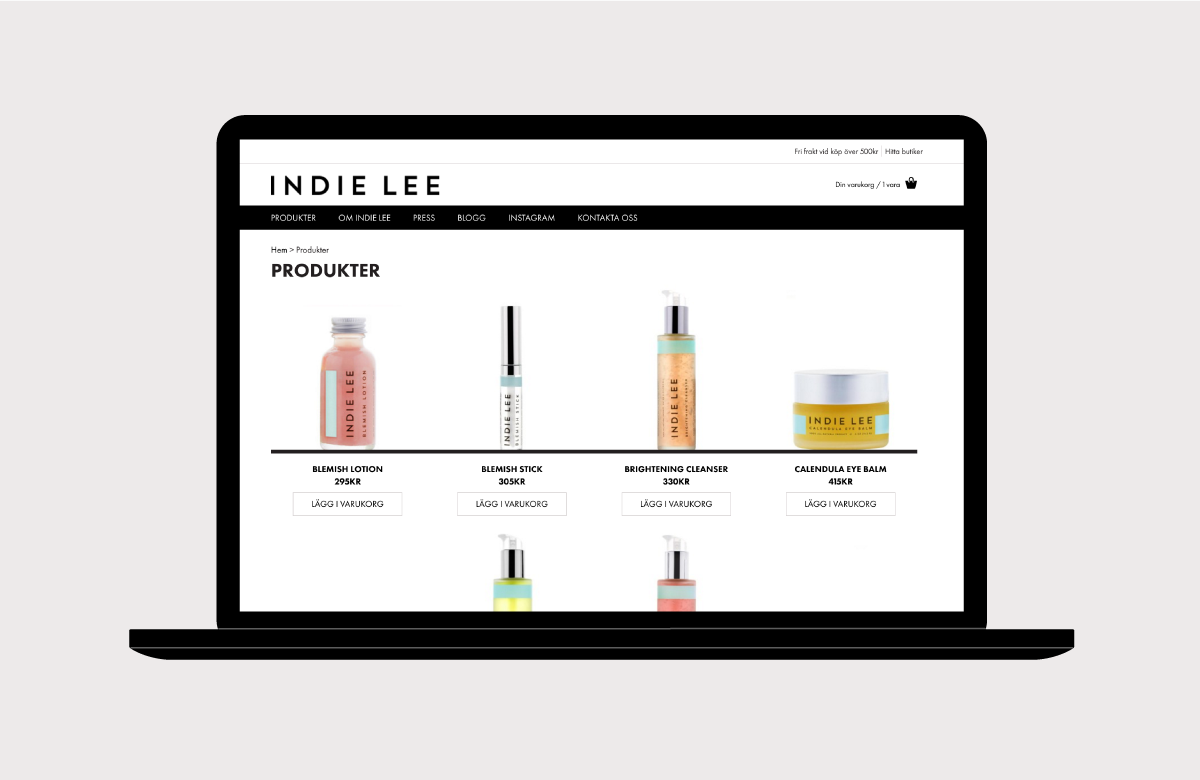 Fri frakt vid köp över 500kr | Hitta butiker
INDIE LEE
Din varukorg / 1 vara
PRODUKTER OM INDIE LEE PRESS BLOGG INSTAGRAM KONTAKTA OSS
Hem > Produkter
PRODUKTER
INDIE LEE
BLEMISH LOTION
INDIE LEE
BLEMISH STICK
INDIE LEE
BRIGHTENING CLEANSER
INDIE LEE
CALENDULA EYE BALM
BLEMISH LOTION BLEMISH STICK BRIGHTENING CLEANSER CALENDULA EYE BALM
295KR 305KR 330KR 415KR
LÄGG I VARUKORG LÄGG I VARUKORG LÄGG I VARUKORG LÄGG I VARUKORG